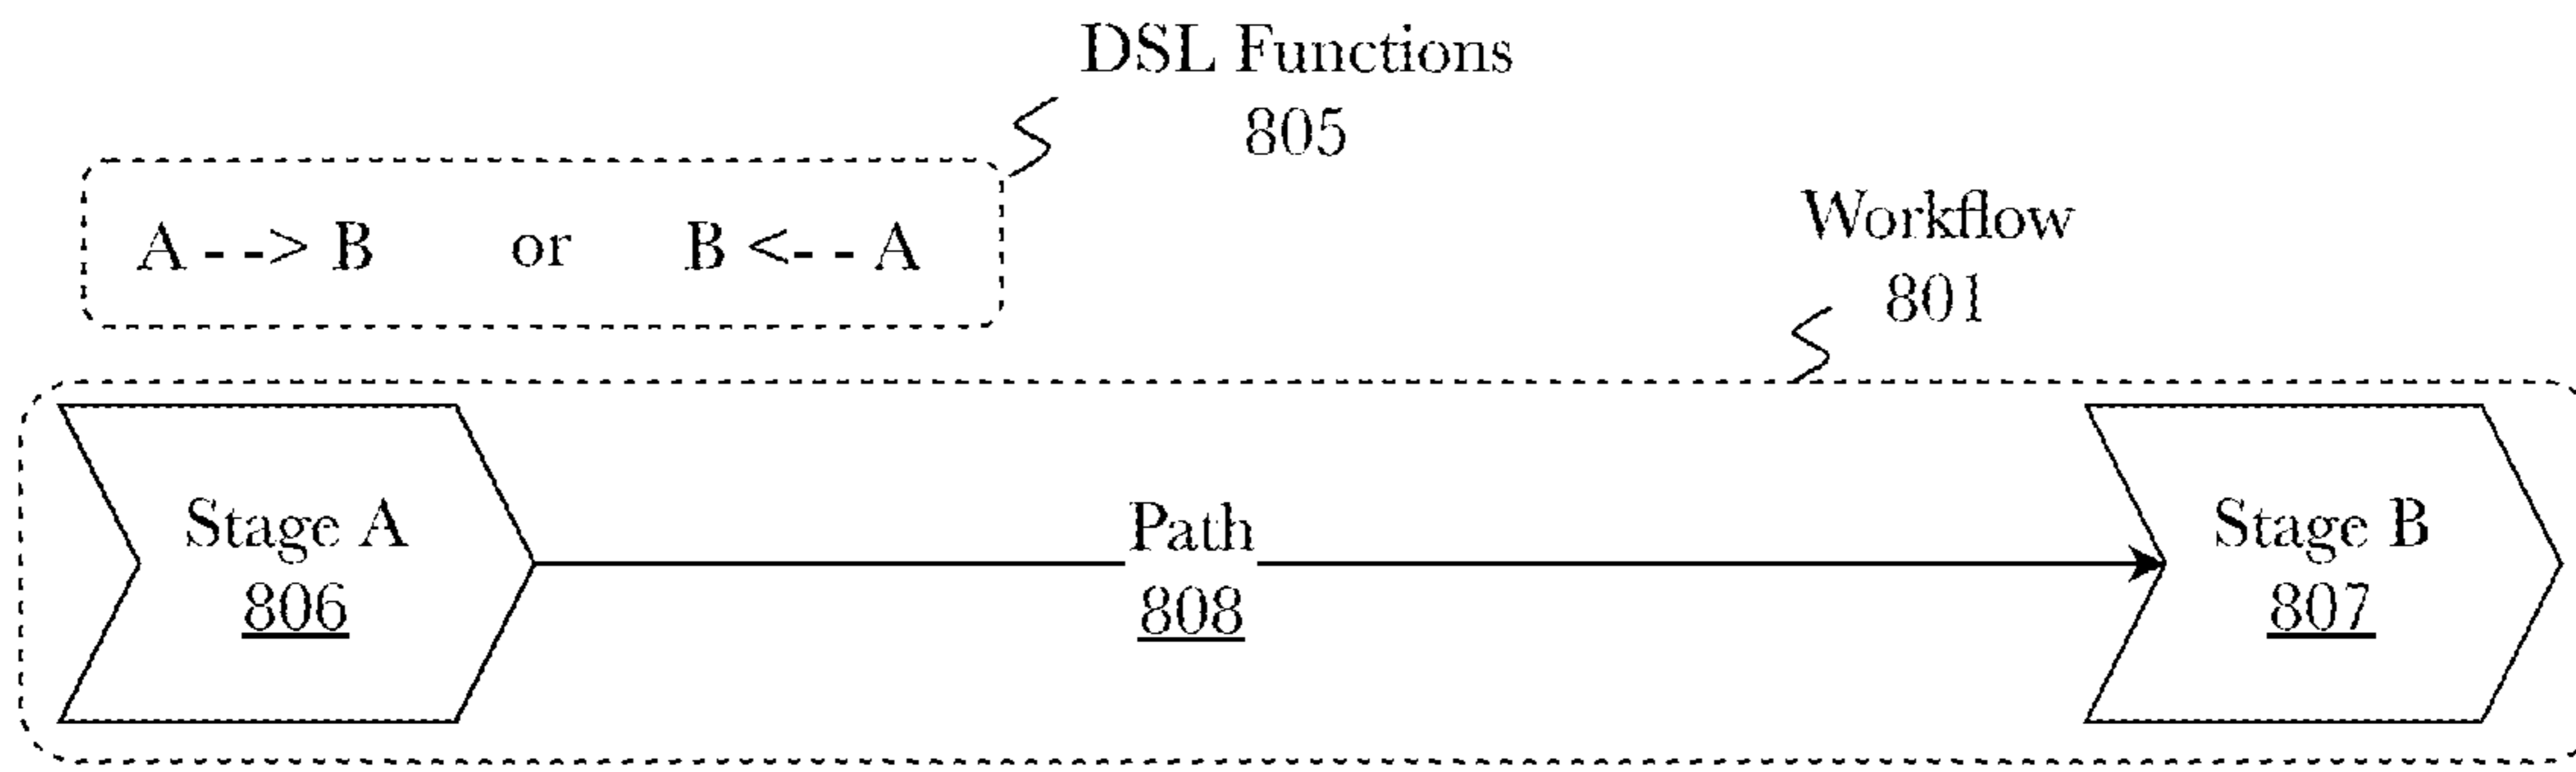 DSL Functions
805
A - -> B or B <- - A
Workflow
801
Stage A
806
Path
808
Stage B
807